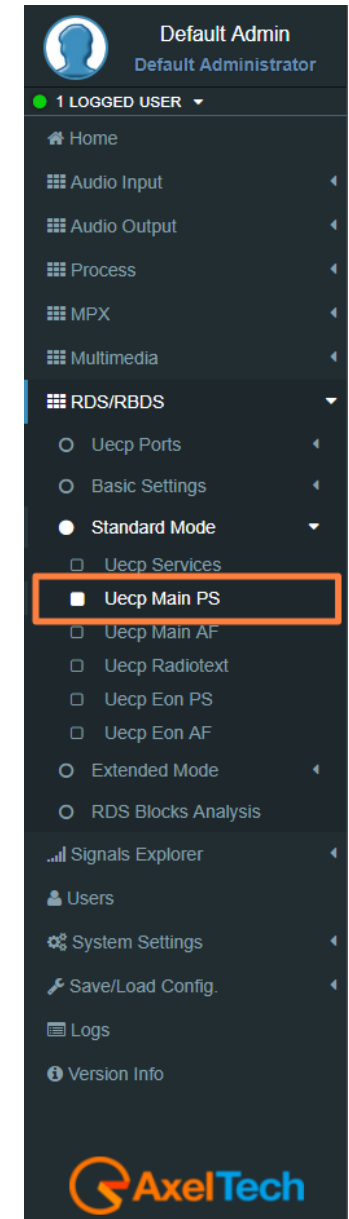 Default Admin
Default Administrator
1 LOGGED USER
Home
Audio Input
Audio Output
Process
MPX
Multimedia
RDS/RBDS
Uecp Ports
Basic Settings
Standard Mode
Uecp Services
Uecp Main PS
Uecp Main AF
Uecp Radiotext
Uecp Eon PS
Uecp Eon AF
Extended Mode
RDS Blocks Analysis
Signals Explorer
Users
System Settings
Save/Load Config.
Logs
Version Info
AxelTech